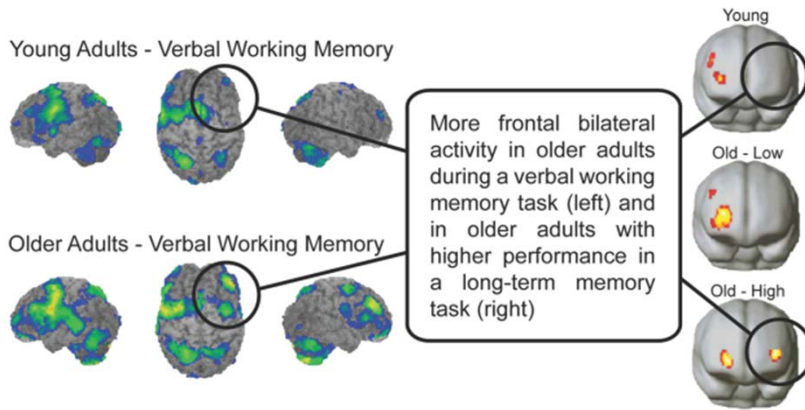 Young Adults - Verbal Working Memory
Older Adults - Verbal Working Memory
More frontal bilateral
activity in older adults
during a verbal working
memory task (left) and
in older adults with
higher performance in
a long-term memory
task (right)
Young
Old - Low
Old - High